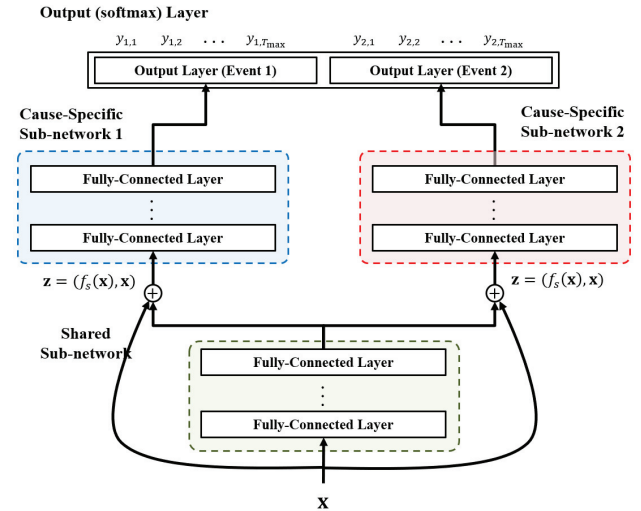 Output (softmax) Layer
y1,1 y1,2 . . . y1,Tmax y2,1 y2,2 . . . y2,Tmax
Output Layer (Event 1) Output Layer (Event 2)
Cause-Specific
Sub-network 1
Cause-Specific
Sub-network 2
Fully-Connected Layer
Fully-Connected Layer
Fully-Connected Layer
Fully-Connected Layer
z = (fs(x), x)
z = (fs(x), x)
Shared
Sub-network
Fully-Connected Layer
Fully-Connected Layer
x